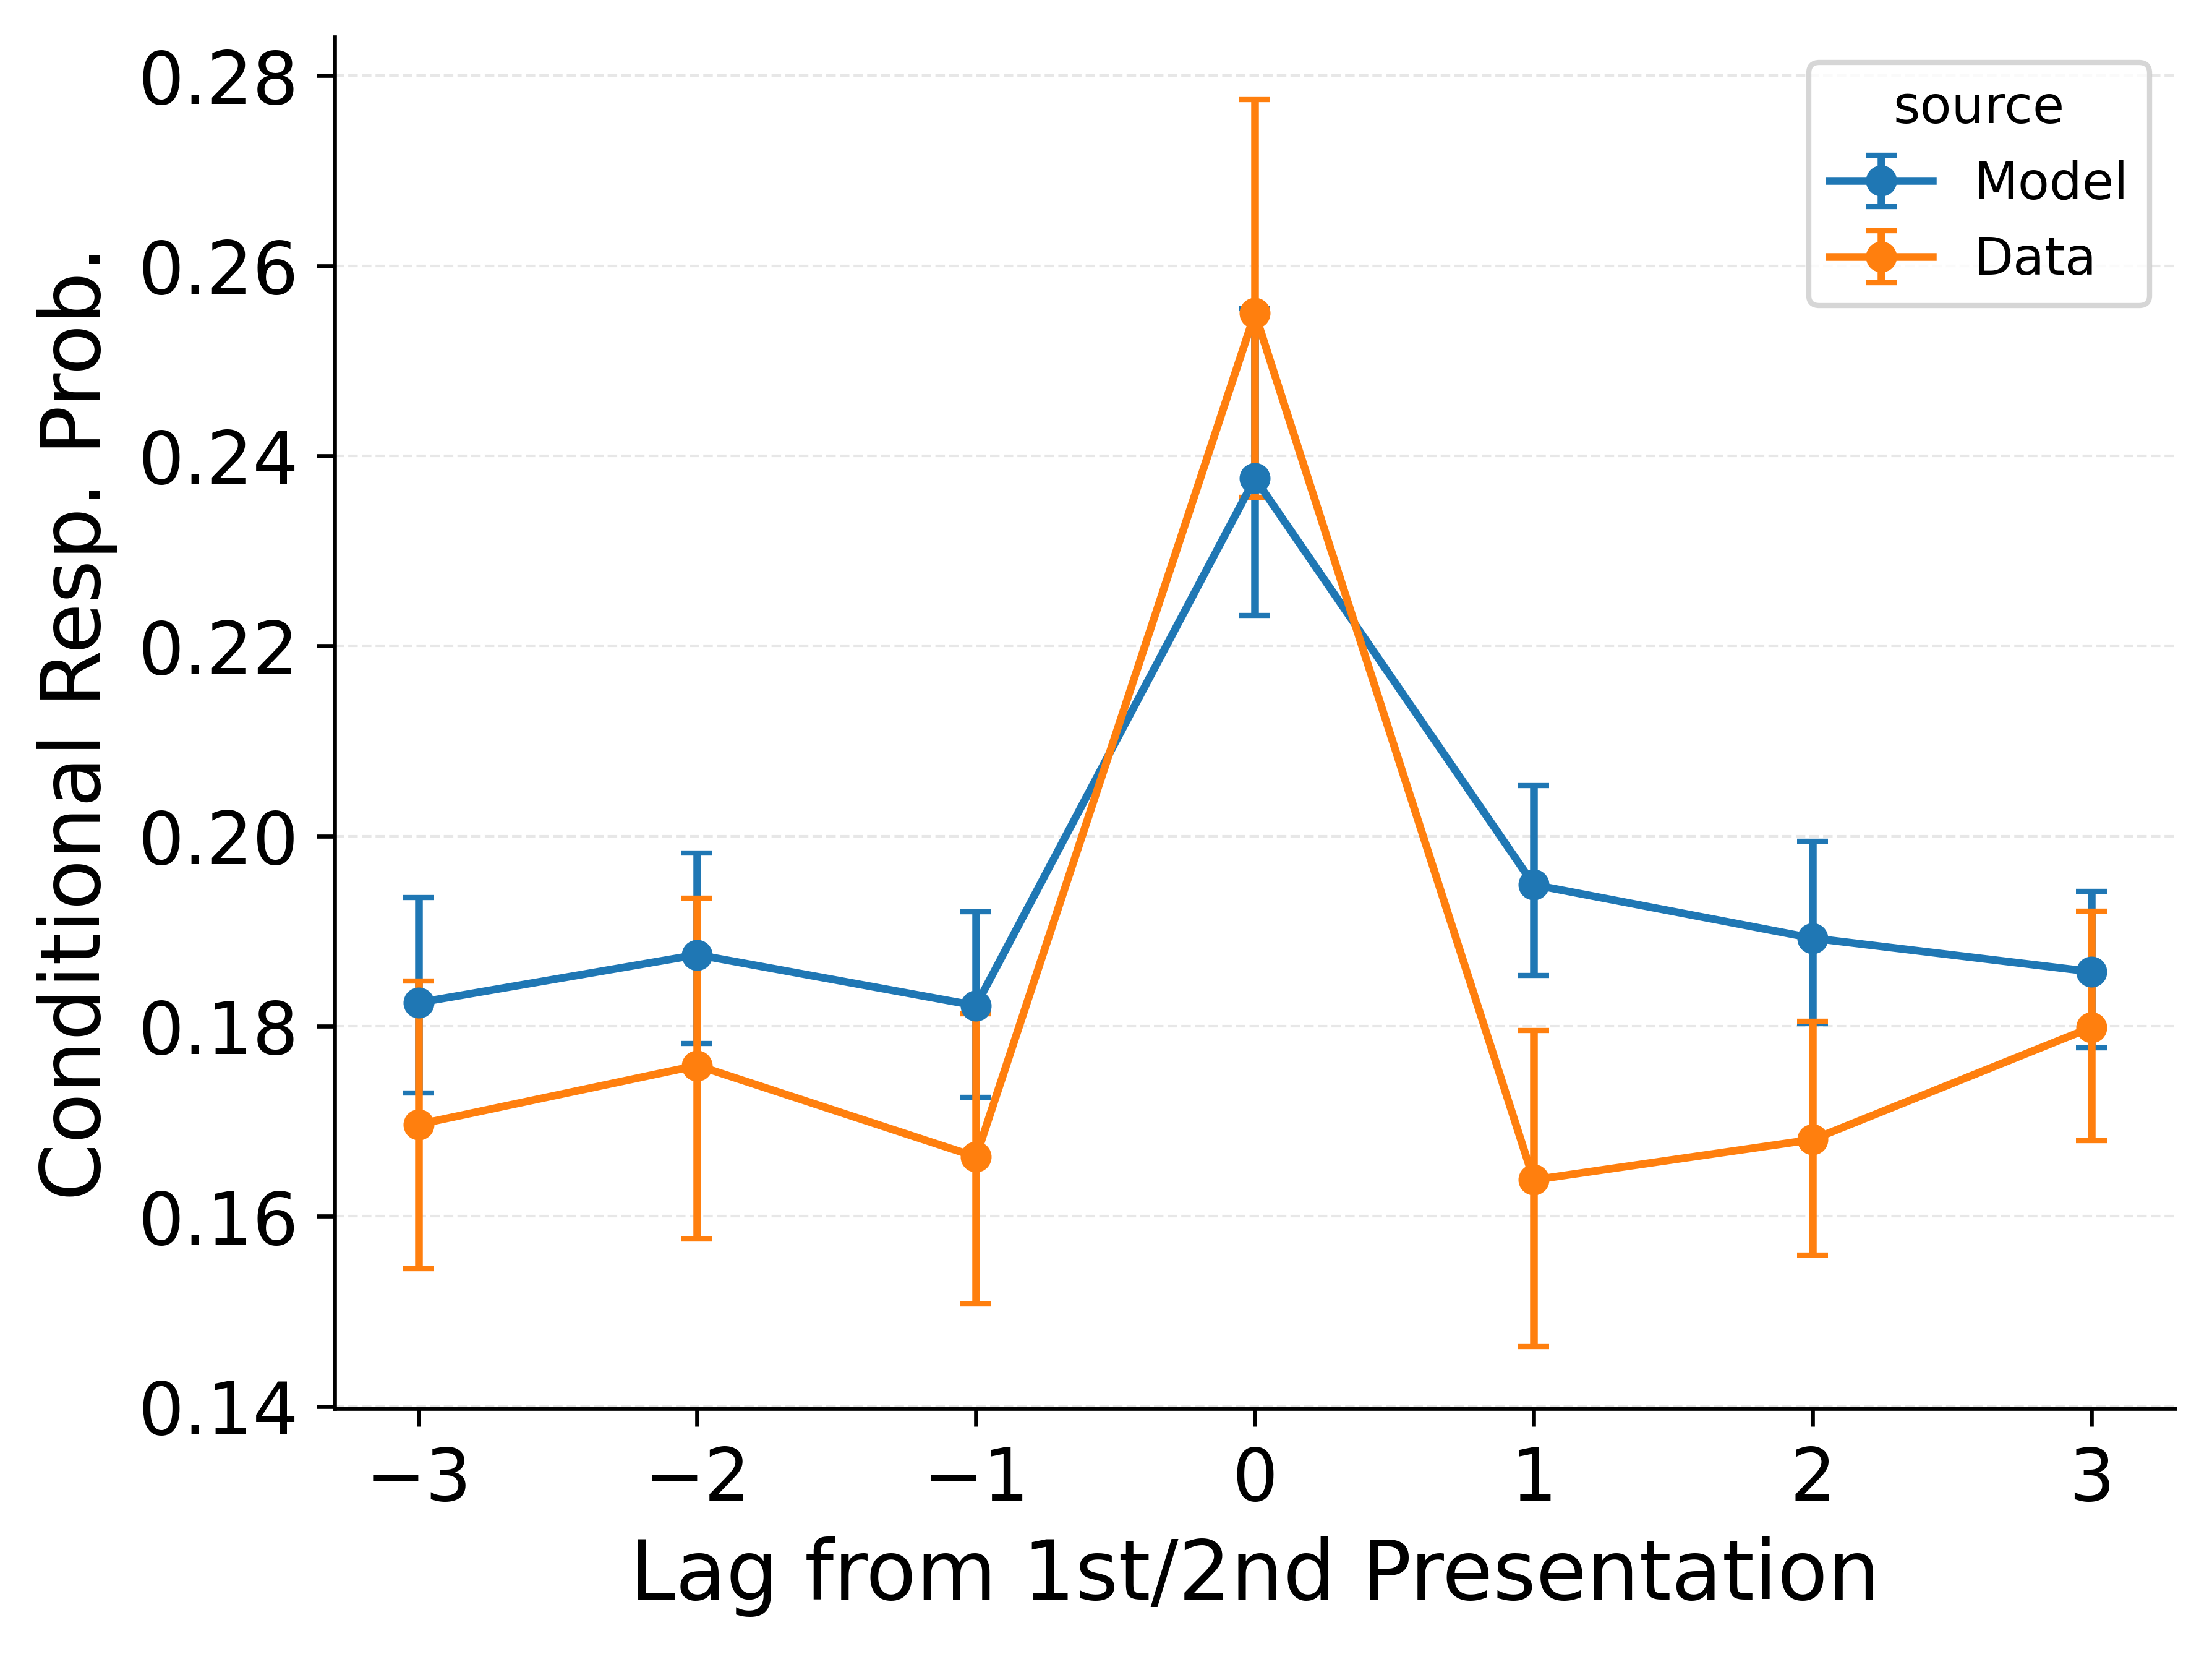 0.28
0.26
0.24
0.22
0.20
0.18
0.16
0.14
Conditional Resp. Prob.
source
Model
Data
−3 −2 −1 0 1 2 3
Lag from 1st/2nd Presentation